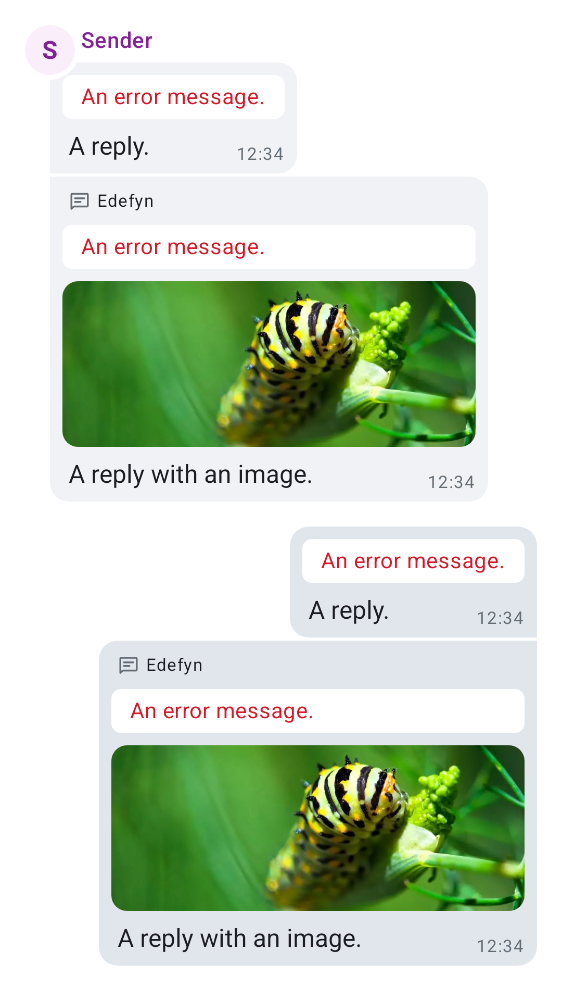 S
Sender
An error message.
A reply.
12:34
Edefyn
An error message.
A reply with an image.
12:34
An error message.
A reply.
12:34
Edefyn
An error message.
A reply with an image.
12:34